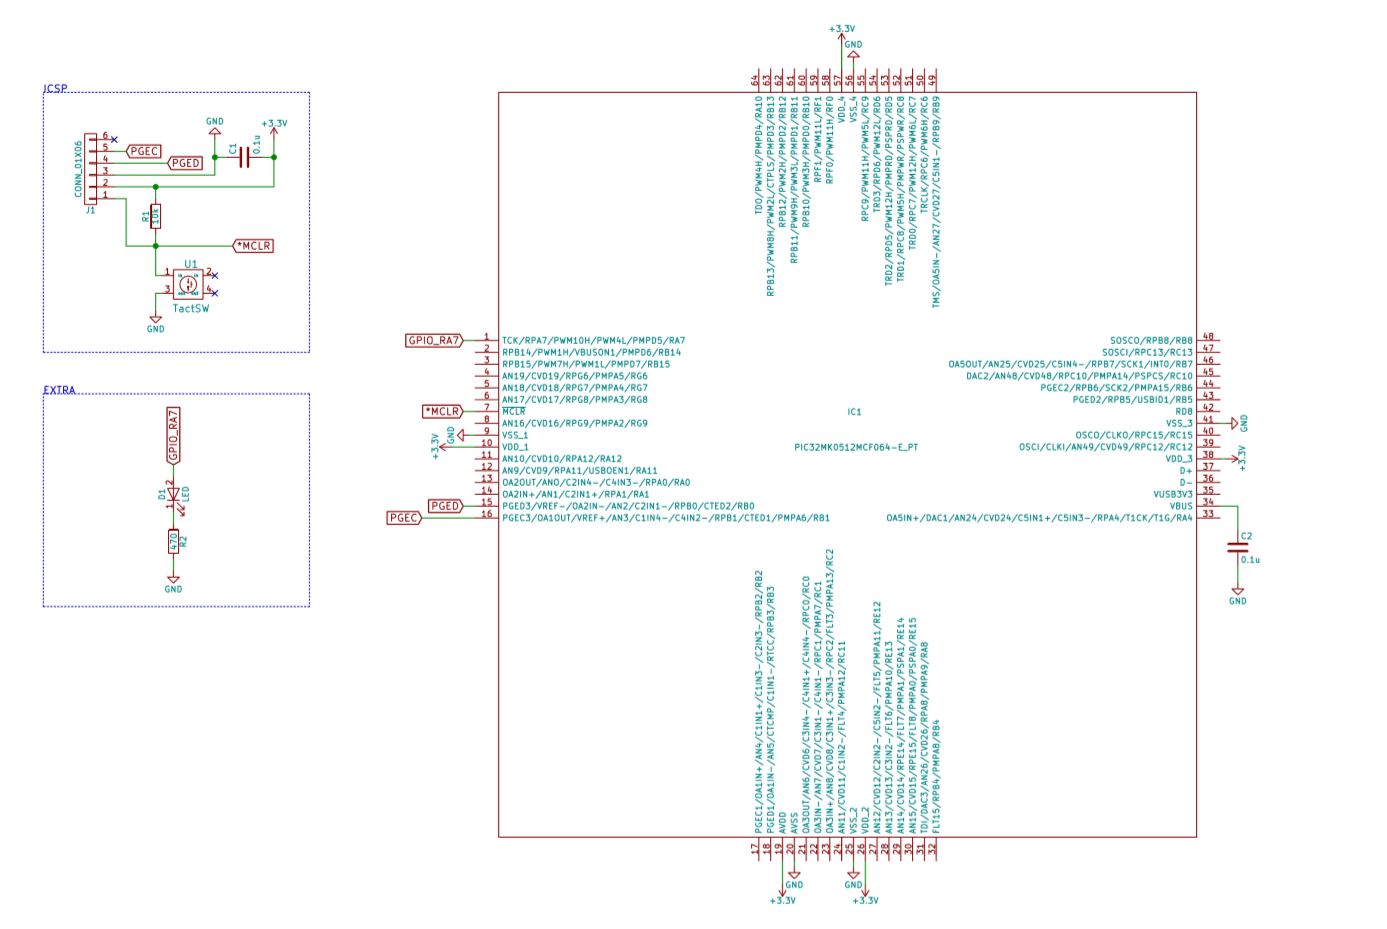 ICSP
CONN_01X06
J1
6
5
4
3
2
1
PGEC
PGED
GND
C1
0.1u
+3.3V
R1
10k
*MCLR
U1
1
2
3
4
TactSW
GND
EXTRA
GPIO_RA7
D1
2
1
LED
470
R2
GND
+3.3V
GND
64 TDO/PWM4H/PMPD4/RA10
63 RPB13/PWM8H/PWM2L/CTPLS/PMPD3/RB13
62 RPB12/PWM2H/PMPD2/RB12
61 RPB11/PWM9H/PWM3L/PMPD1/RB11
60 RPB10/PWM3H/PMPD0/RB10
59 RPF1/PWM11L/RF1
58 RPF0/PWM11H/RF0
57 VDD_4
56 VSS_4
55 RPC9/PWM11H/PWM5L/RC9
54 TRD3/RPD6/PWM12L/RD6
53 TRD2/RPD5/PWM12H/PMPRD/PSPRD/RD5
52 TRD1/RPC8/PWM5H/PMPWR/PSPWR/RC8
51 TRD0/RPC7/PWM12H/PWM6L/RC7
50 TRCLK/RPC6/PWM6H/RC6
49 TMS/OA5IN-/AN27/CVD27/C5IN1-/RPB9/RB9
GPIO_RA7
1 TCK/RPA7/PWM10H/PWM4L/PMPD5/RA7
2 RPB14/PWM1H/VBUSON1/PMPD6/RB14
3 RPB15/PWM7H/PWM1L/PMPD7/RB15
4 AN19/CVD19/RPG6/PMPA5/RG6
5 AN18/CVD18/RPG7/PMPA4/RG7
6 AN17/CVD17/RPG8/PMPA3/RG8
*MCLR
7 MCLR
8 AN16/CVD16/RPG9/PMPA2/RG9
GND
9 VSS_1
+3.3V
10 VDD_1
11 AN10/CVD10/RPA12/RA12
12 AN9/CVD9/RPA11/USBOEN1/RA11
13 OA2OUT/AN0/C2IN4-/C4IN3-/RPA0/RA0
14 OA2IN+/AN1/C2IN1+/RPA1/RA1
PGED
15 PGED3/VREF-/OA2IN-/AN2/C2IN1-/RPB0/CTED2/RB0
PGEC
16 PGEC3/OA1OUT/VREF+/AN3/C1IN4-/C4IN2-/RPB1/CTED1/PMPA6/RB1
IC1
PIC32MK0512MCF064-E_PT
SOSCO/RPB8/RB8 48
SOSCI/RPC13/RC13 47
OA5OUT/AN25/CVD25/C5IN4-/RPB7/SCK1/INT0/RB7 46
DAC2/AN48/CVD48/RPC10/PMPA14/PSPCS/RC10 45
PGEC2/RPB6/SCK2/PMPA15/RB6 44
PGED2/RPB5/USBID1/RB5 43
RD8 42
VSS_3 41
GND
OSCO/CLKO/RPC15/RC15 40
OSCI/CLKI/AN49/CVD49/RPC12/RC12 39
VDD_3 38
+3.3V
D+ 37
D- 36
VUSB3V3 35
VBUS 34
OA5IN+/DAC1/AN24/CVD24/C5IN1+/C5IN3-/RPA4/T1CK/T1G/RA4 33
C2
0.1u
GND
17 PGEC1/OA1IN+/AN4/C1IN1+/C1IN3-/C2IN3-/RPB2/RB2
18 PGED1/OA1IN-/AN5/CTCMP/C1IN1-/RTCC/RPB3/RB3
19 AVDD
20 AVSS
21 OA3OUT/AN6/CVD6/C3IN4-/C4IN1+/C4IN4-/RPC0/RC0
22 OA3IN-/AN7/CVD7/C3IN1-/C4IN1-/RPC1/PMPA7/RC1
23 OA3IN+/AN8/CVD8/C3IN1+/C3IN3-/RPC2/FLT3/PMPA13/RC2
24 AN11/CVD11/C1IN2-/FLT4/PMPA12/RC11
25 VSS_2
26 VDD_2
27 AN12/CVD12/C2IN2-/C5IN2-/FLT5/PMPA11/RE12
28 AN13/CVD13/C3IN2-/FLT6/PMPA10/RE13
29 AN14/CVD14/RPE14/FLT7/PMPA1/PSPA1/RE14
30 AN15/CVD15/RPE15/FLT8/PMPA0/PSPA0/RE15
31 TDI/DAC3/AN26/CVD26/RPA8/PMPA9/RA8
32 FLT15/RPB4/PMPA8/RB4
+3.3V
GND
GND
+3.3V